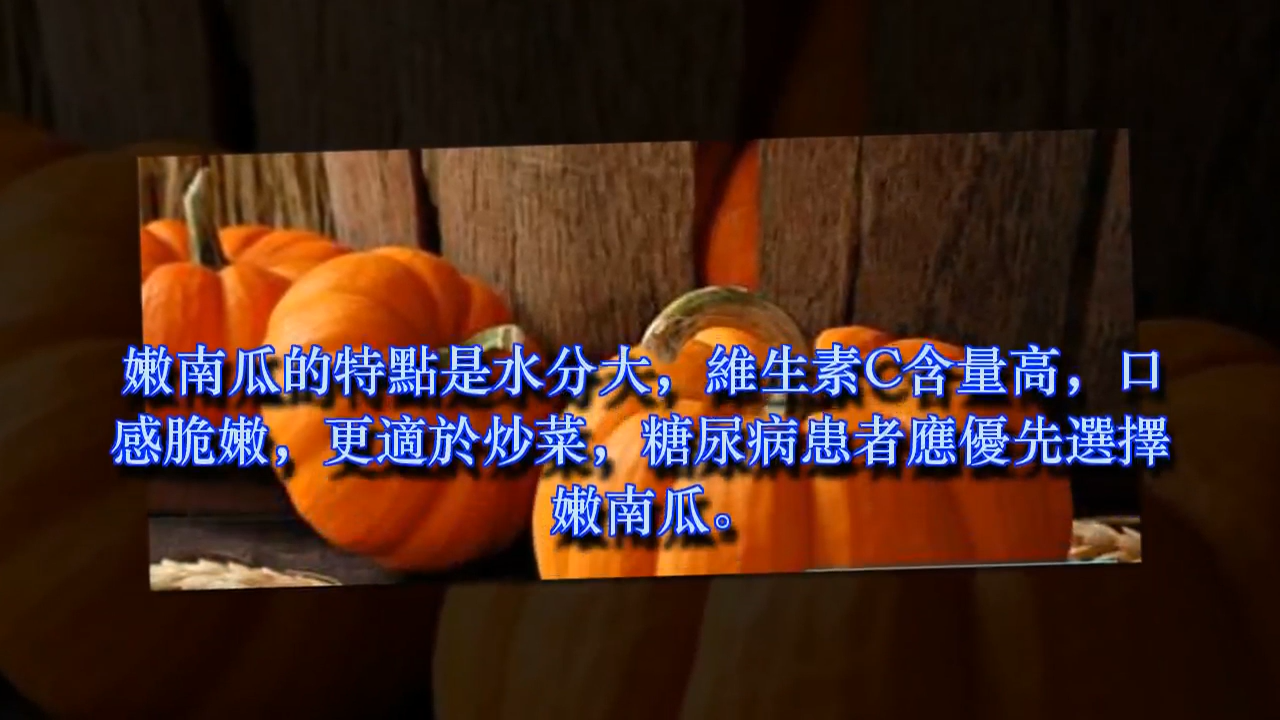 嫩南瓜的特點是水分大，維生素C含量高，口
感脆嫩，更適於炒菜，糖尿病患者應優先選擇
嫩南瓜。